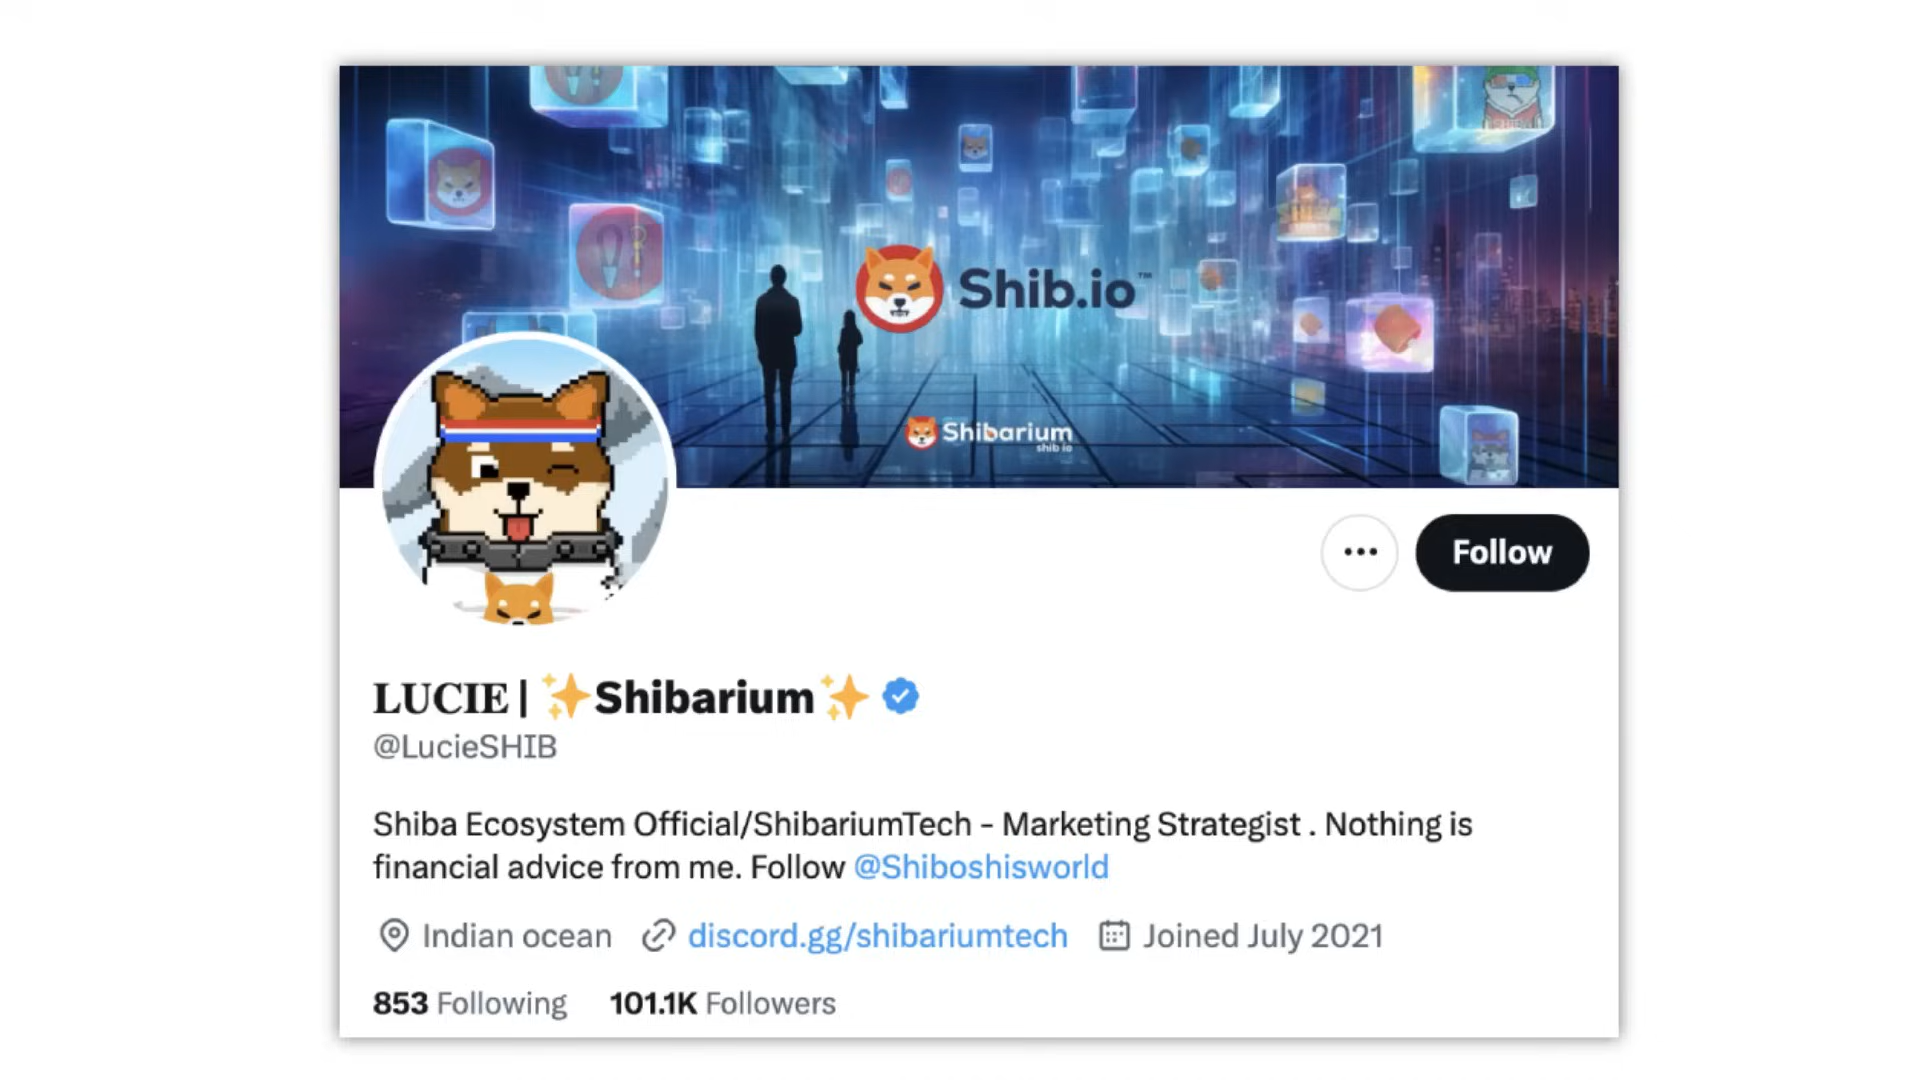 Shib.io™
Shibarium
shib.io
Follow
LUCIE | ✨Shibarium✨
@LucieSHIB
Shiba Ecosystem Official/ShibariumTech - Marketing Strategist . Nothing is
financial advice from me. Follow @Shiboshisworld
Indian ocean discord.gg/shibariumtech Joined July 2021
853 Following 101.1K Followers